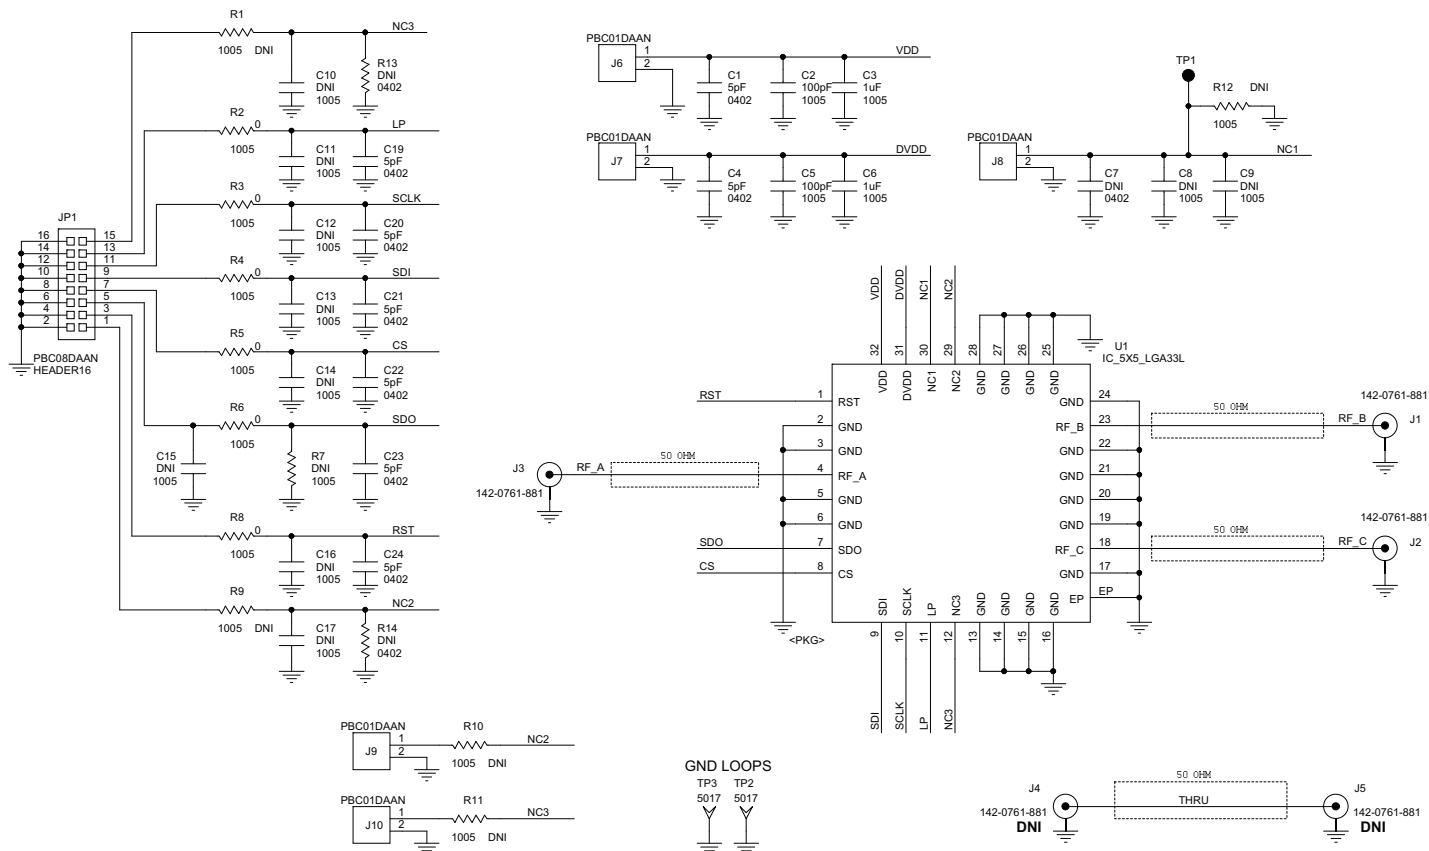 R1
1005 DNI
NC3
C10
DNI
1005
R13
DNI
0402
R2
0
1005
LP
C11
DNI
1005
C19
5pF
0402
R3
0
1005
SCLK
C12
DNI
1005
C20
5pF
0402
JP1
16 15
14 13
12 11
10 9
8 7
6 5
4 3
2 1
PBC08DAAN
HEADER16
R4
0
1005
SDI
C13
DNI
1005
C21
5pF
0402
R5
0
1005
CS
C14
DNI
1005
C22
5pF
0402
R6
0
1005
SDO
C15
DNI
1005
R7
DNI
1005
C23
5pF
0402
R8
0
1005
RST
C16
DNI
1005
C24
5pF
0402
R9
1005 DNI
NC2
C17
DNI
1005
R14
DNI
0402
PBC01DAAN
J6
1
2
VDD
C1
5pF
0402
C2
100pF
1005
C3
1uF
1005
PBC01DAAN
J7
1
2
DVDD
C4
5pF
0402
C5
100pF
1005
C6
1uF
1005
TP1
R12 DNI
1005
PBC01DAAN
J8
1
2
NC1
C7
DNI
0402
C8
DNI
1005
C9
DNI
1005
VDD
DVDD
NC1
NC2
32
31
30
29
28
27
26
25
U1
IC_5X5_LGA33L
VDD
DVDD
NC1
NC2
GND
GND
GND
GND
RST
1
RST
2
GND
3
GND
J3
142-0761-881
RF_A
50 OHM
4
RF_A
5
GND
6
GND
SDO
7
SDO
CS
8
CS
GND
24
RF_B
23
50 OHM
RF_B
142-0761-881
J1
GND
22
GND
21
GND
20
GND
19
RF_C
18
50 OHM
RF_C
142-0761-881
J2
GND
17
EP
EP
SDI
SCLK
LP
NC3
GND
GND
GND
GND
<PKG>
9
10
11
12
13
14
15
16
SDI
SCLK
LP
NC3
PBC01DAAN
J9
1
2
R10
1005 DNI
NC2
PBC01DAAN
J10
1
2
R11
1005 DNI
NC3
GND LOOPS
TP3
5017
TP2
5017
J4
142-0761-881
DNI
50 OHM
THRU
J5
142-0761-881
DNI